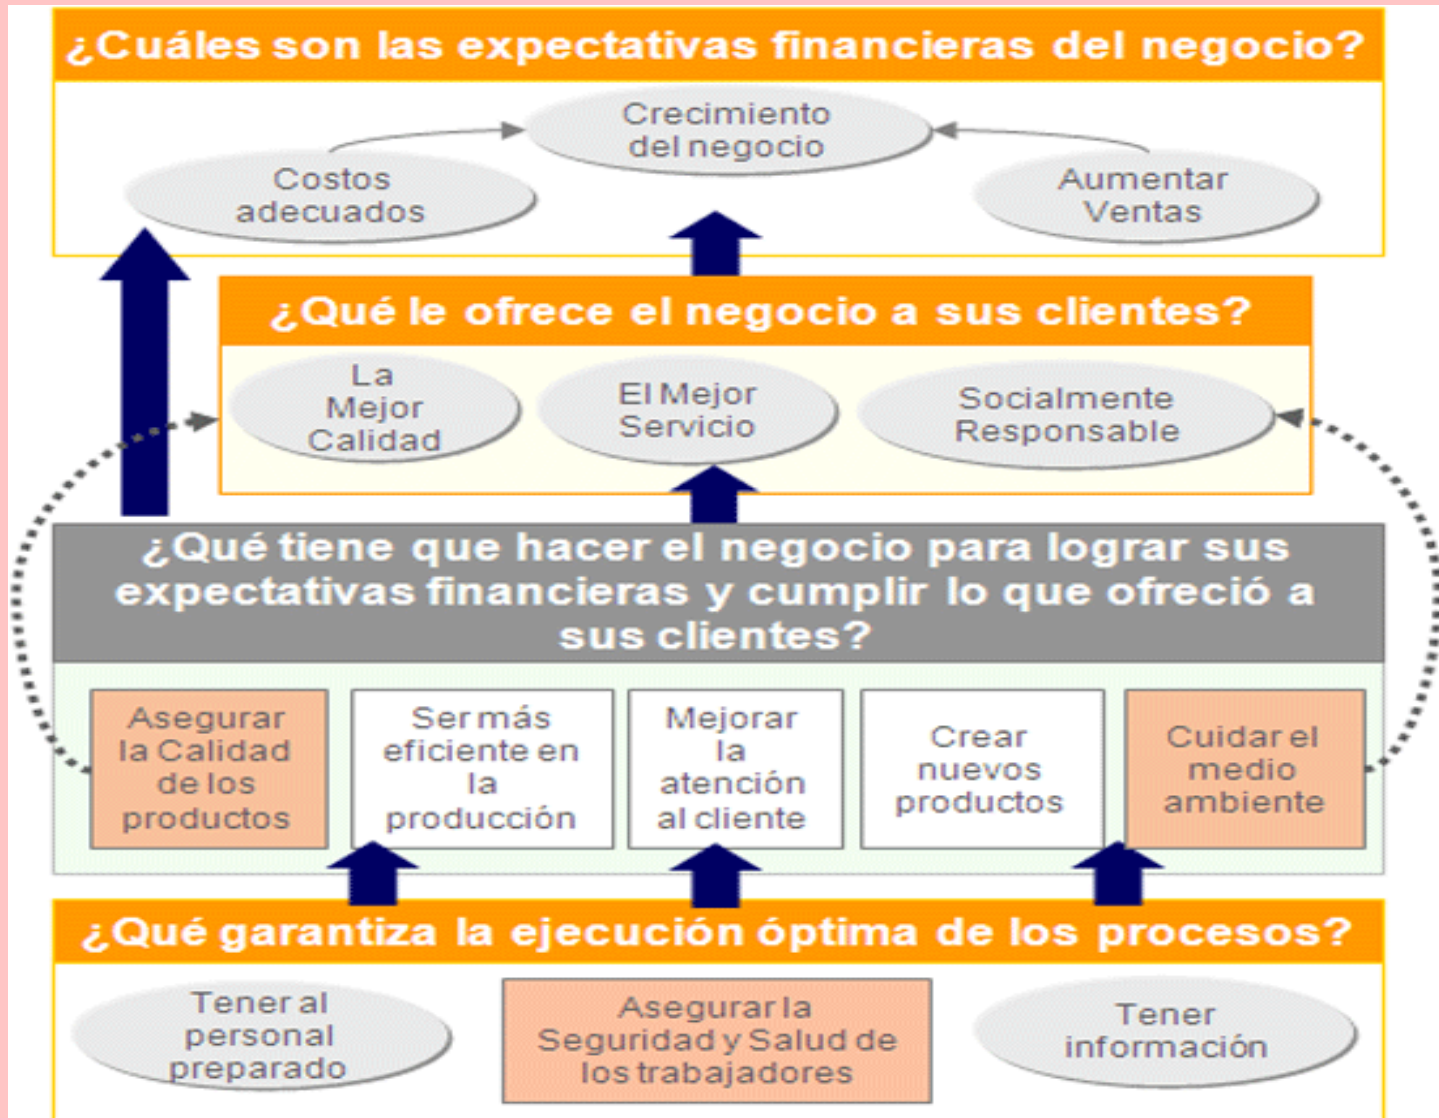 ¿Cuáles son las expectativas financieras del negocio?
Crecimiento
del negocio
Costos
adecuados
Aumentar
Ventas
¿Qué le ofrece el negocio a sus clientes?
La
Mejor
Calidad
El Mejor
Servicio
Socialmente
Responsable
¿Qué tiene que hacer el negocio para lograr sus
expectativas financieras y cumplir lo que ofreció a
sus clientes?
Asegurar
la Calidad
de los
productos
Ser más
eficiente en
la
producción
Mejorar
la
atención
al cliente
Crear
nuevos
productos
Cuidar el
medio
ambiente
¿Qué garantiza la ejecución óptima de los procesos?
Tener al
personal
preparado
Asegurar la
Seguridad y Salud de
los trabajadores
Tener
información